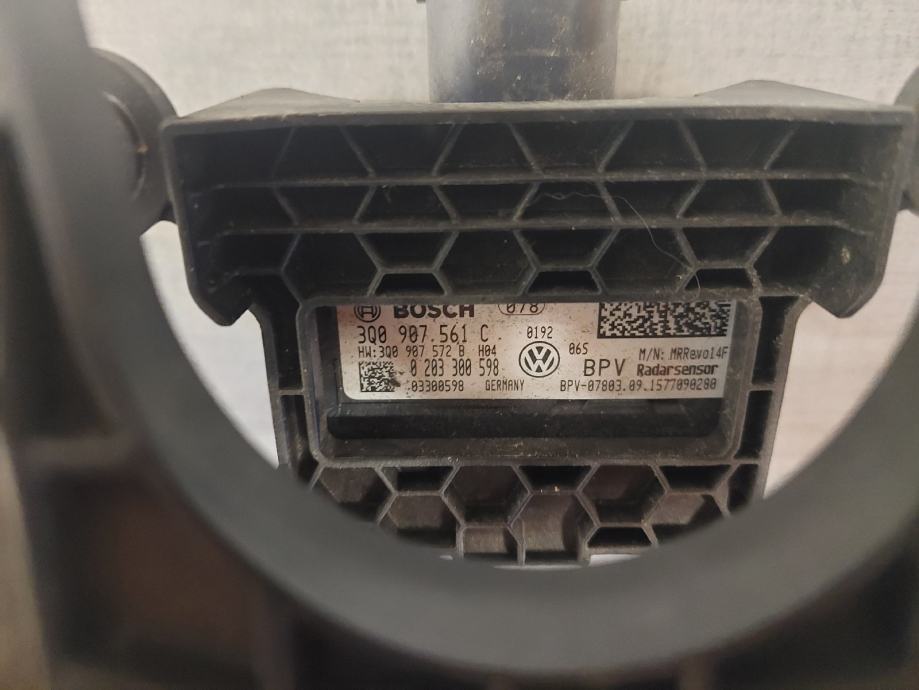 BOSCH 078
3Q0 907.561 C 0192
HW:3Q0 907 572 B H04 065 M/N: MRRevo14F
0 203 300 598 BPV Radarsensor
03300598 GERMANY BPV-07803.09.1577090280